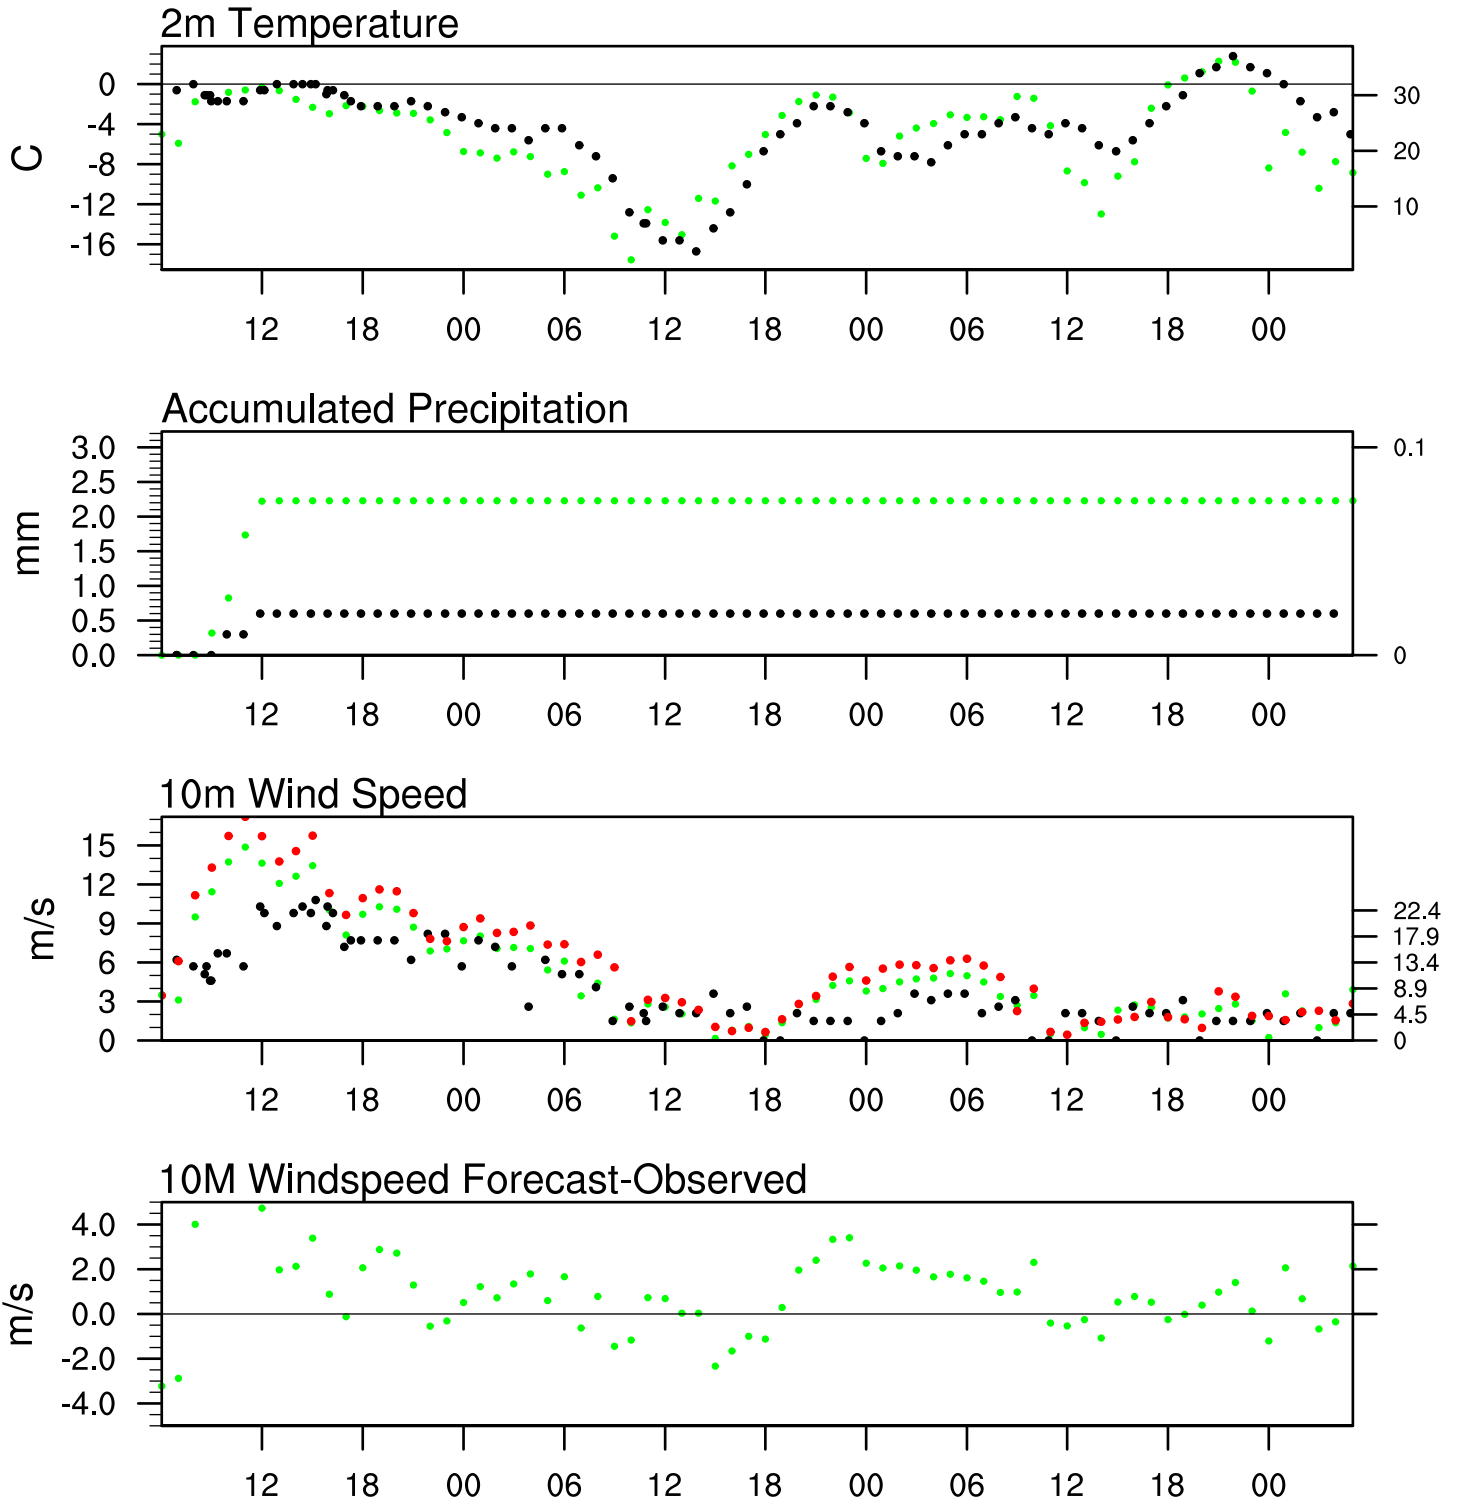 2m Temperature
C
0
-4
-8
-12
-16
30
20
10
12 18 00 06 12 18 00 06 12 18 00
Accumulated Precipitation
mm
3.0
2.5
2.0
1.5
1.0
0.5
0.0
0.1
0
12 18 00 06 12 18 00 06 12 18 00
10m Wind Speed
m/s
15
12
9
6
3
0
22.4
17.9
13.4
8.9
4.5
0
12 18 00 06 12 18 00 06 12 18 00
10M Windspeed Forecast-Observed
m/s
4.0
2.0
0.0
-2.0
-4.0
12 18 00 06 12 18 00 06 12 18 00